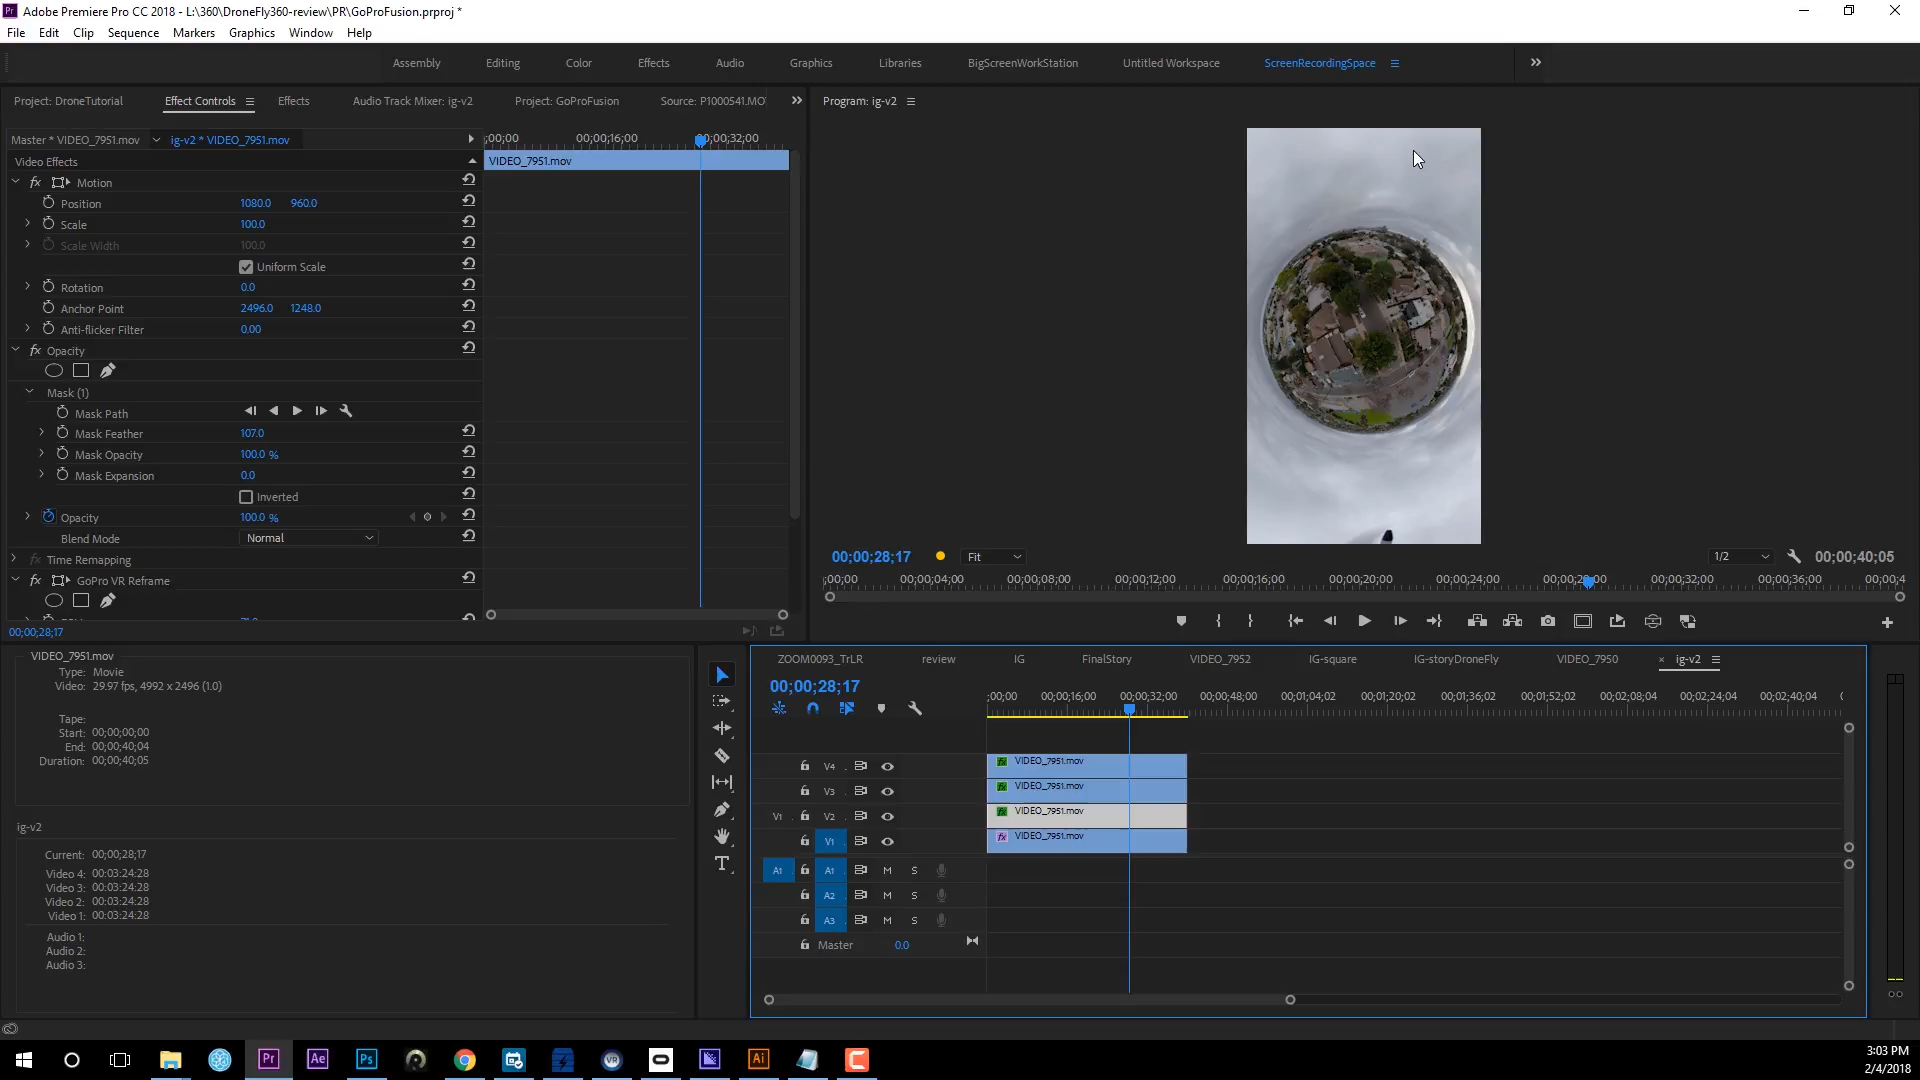 Adobe Premiere Pro CC 2018 - L:\360\DroneFly360-review\PR\GoProFusion.prproj *
File Edit Clip Sequence Markers Graphics Window Help
Assembly Editing Color Effects Audio Graphics Libraries BigScreenWorkStation Untitled Workspace ScreenRecordingSpace
Project: DroneTutorial Effect Controls Effects Audio Track Mixer: ig-v2 Project: GoProFusion Source: P1000541.MO
Program: ig-v2
Master * VIDEO_7951.mov ig-v2 * VIDEO_7951.mov
;00;00 00;00;16;00 00;00;32;00
Video Effects
VIDEO_7951.mov
fx Motion
Position 1080.0 960.0
Scale 100.0
Scale Width 100.0
Uniform Scale
Rotation 0.0
Anchor Point 2496.0 1248.0
Anti-flicker Filter 0.00
fx Opacity
Mask (1)
Mask Path
Mask Feather 107.0
Mask Opacity 100.0 %
Mask Expansion 0.0
Inverted
Opacity 100.0 %
Blend Mode Normal
fx Time Remapping
fx GoPro VR Reframe
00;00;28;17
00;00;28;17 Fit 1/2 00;00;40;05
;00;00 00;00;04;00 00;00;08;00 00;00;12;00 00;00;16;00 00;00;20;00 00;00;24;00 00;00;32;00 00;00;36;00 00;00;4
VIDEO_7951.mov
Type: Movie
Video: 29.97 fps, 4992 x 2496 (1.0)
Tape:
Start: 00;00;00;00
End: 00;00;40;04
Duration: 00;00;40;05
ig-v2
Current: 00;00;28;17
Video 4: 00:03:24:28
Video 3: 00:03:24:28
Video 2: 00:03:24:28
Video 1: 00:03:24:28
Audio 1:
Audio 2:
Audio 3:
ZOOM0093_TrLR review IG FinalStory VIDEO_7952 IG-square IG-storyDroneFly VIDEO_7950 × ig-v2
00;00;28;17
;00;00 00;00;16;00 00;00;32;00 00;00;48;00 00;01;04;02 00;01;20;02 00;01;36;02 00;01;52;02 00;02;08;04 00;02;24;04 00;02;40;04
V4 fx VIDEO_7951.mov
V3 fx VIDEO_7951.mov
V1 V2 fx VIDEO_7951.mov
V1 fx VIDEO_7951.mov
A1 A1 M S
A2 M S
A3 M S
Master 0.0
Pr Ae Ps VR Ai
3:03 PM
2/4/2018